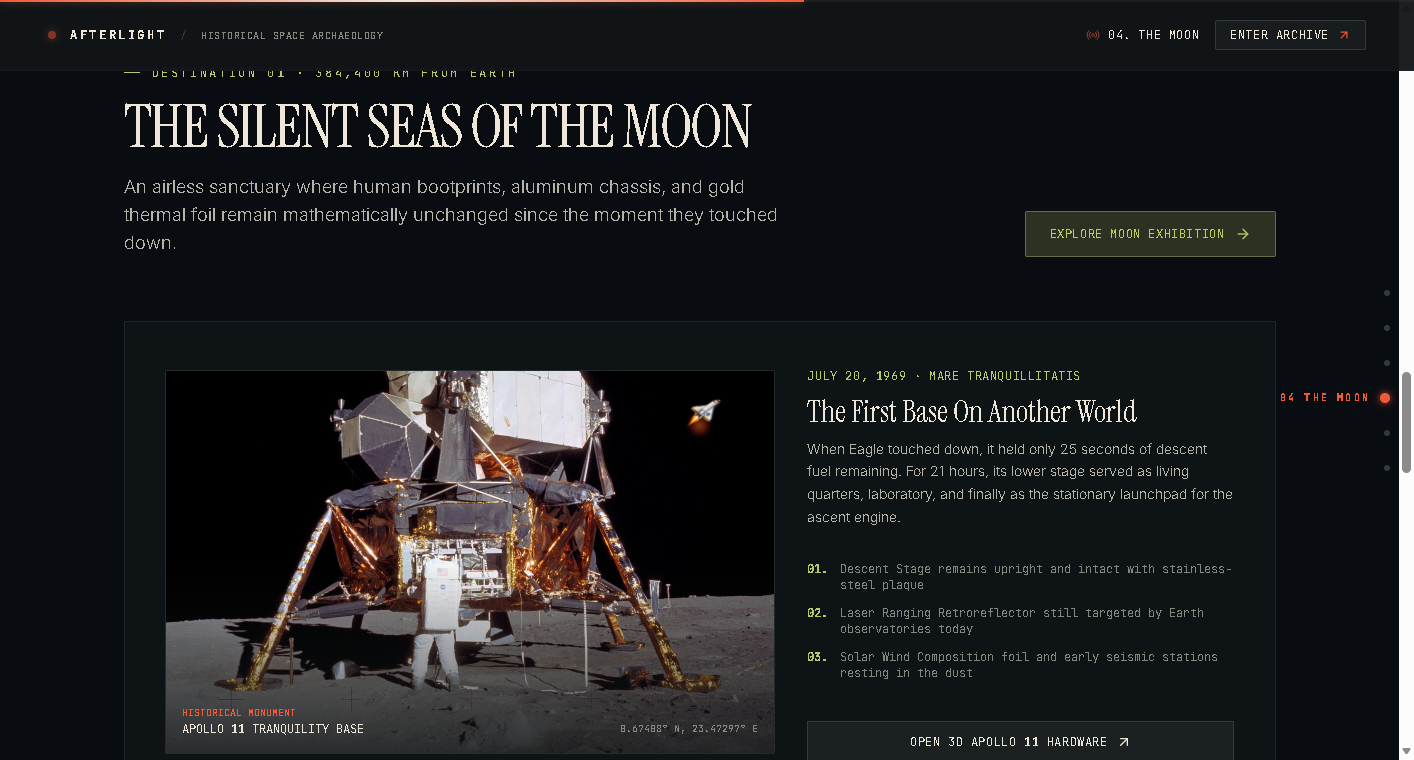 AFTERLIGHT / HISTORICAL SPACE ARCHAEOLOGY
04. THE MOON
ENTER ARCHIVE
DESTINATION 01 · 384,400 KM FROM EARTH
THE SILENT SEAS OF THE MOON
An airless sanctuary where human bootprints, aluminum chassis, and gold
thermal foil remain mathematically unchanged since the moment they touched
down.
EXPLORE MOON EXHIBITION
04 THE MOON
JULY 20, 1969 · MARE TRANQUILLITATIS
The First Base On Another World
When Eagle touched down, it held only 25 seconds of descent
fuel remaining. For 21 hours, its lower stage served as living
quarters, laboratory, and finally as the stationary launchpad for the
ascent engine.
01. Descent Stage remains upright and intact with stainless-
steel plaque
02. Laser Ranging Retroreflector still targeted by Earth
observatories today
03. Solar Wind Composition foil and early seismic stations
resting in the dust
HISTORICAL MONUMENT
APOLLO 11 TRANQUILITY BASE
0.67408° N, 23.47297° E
OPEN 3D APOLLO 11 HARDWARE